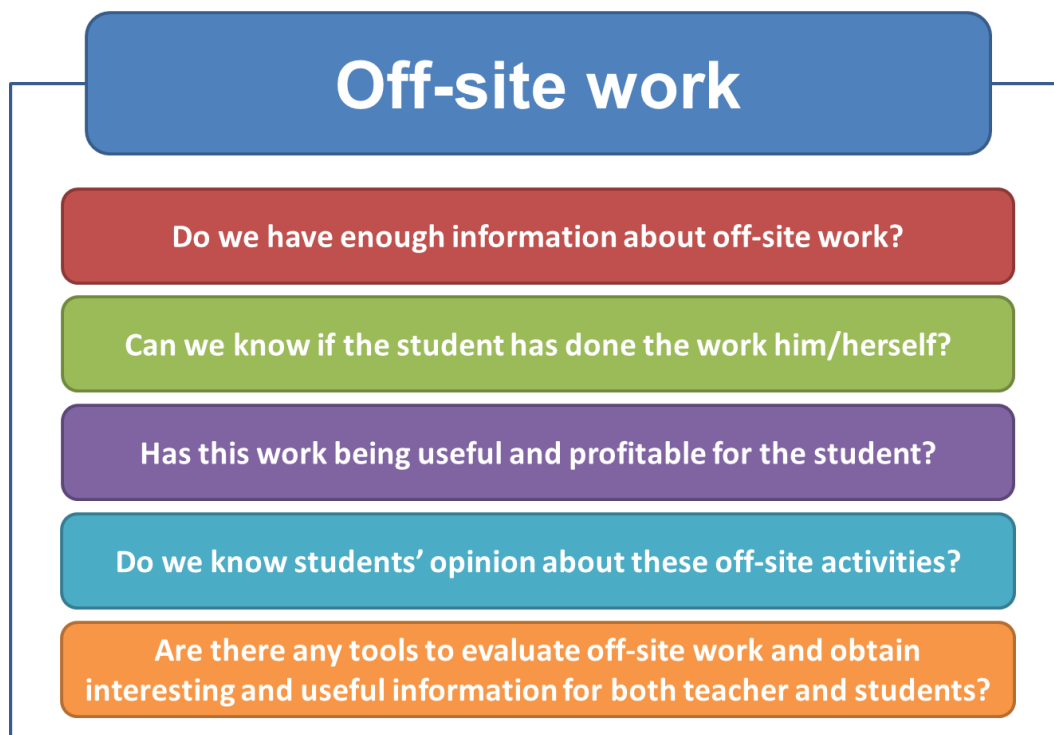 Off-site work
Do we have enough information about off-site work?
Can we know if the student has done the work him/herself?
Has this work being useful and profitable for the student?
Do we know students’ opinion about these off-site activities?
Are there any tools to evaluate off-site work and obtain
interesting and useful information for both teacher and students?